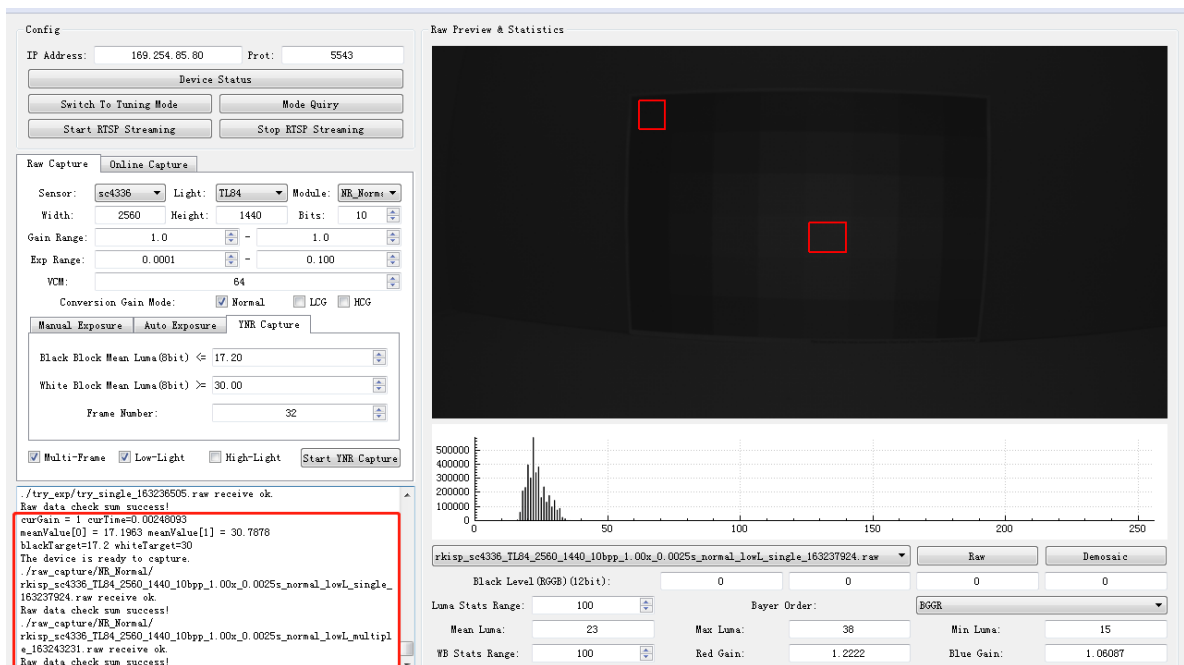 Config
IP Address: 169.254.85.80 Prot: 5543
Device Status
Switch To Tuning Mode Mode Quiry
Start RTSP Streaming Stop RTSP Streaming
Raw Capture Online Capture
Sensor: sc4336 Light: TL84 Module: NR_Norm
Width: 2560 Height: 1440 Bits: 10
Gain Range: 1.0 - 1.0
Exp Range: 0.0001 - 0.100
VCM: 64
Conversion Gain Mode: Normal LCG HCG
Manual Exposure Auto Exposure YNR Capture
Black Block Mean Luma(8bit) <= 17.20
White Block Mean Luma(8bit) >= 30.00
Frame Number: 32
Multi-Frame Low-Light High-Light Start YNR Capture
./try_exp/try_single_163236505.raw receive ok.
Raw data check sum success!
curGain = 1 curTime=0.00248093
meanValue[0] = 17.1963 meanValue[1] = 30.7878
blackTarget=17.2 whiteTarget=30
The device is ready to capture.
./raw_capture/NR_Normal/
rkisp_sc4336_TL84_2560_1440_10bpp_1.00x_0.0025s_normal_lowL_single_
163237924.raw receive ok.
Raw data check sum success!
./raw_capture/NR_Normal/
rkisp_sc4336_TL84_2560_1440_10bpp_1.00x_0.0025s_normal_lowL_multipl
e_163243231.raw receive ok.
Raw data check sum success!
Raw Preview & Statistics
500000
400000
300000
200000
100000
0
0 50 100 150 200 250
rkisp_sc4336_TL84_2560_1440_10bpp_1.00x_0.0025s_normal_lowL_single_163237924.raw Raw Demosaic
Black Level(RGGB)(12bit): 0 0 0 0
Luma Stats Range: 100 Bayer Order: BGGR
Mean Luma: 23 Max Luma: 38 Min Luma: 15
WB Stats Range: 100 Red Gain: 1.2222 Blue Gain: 1.06087